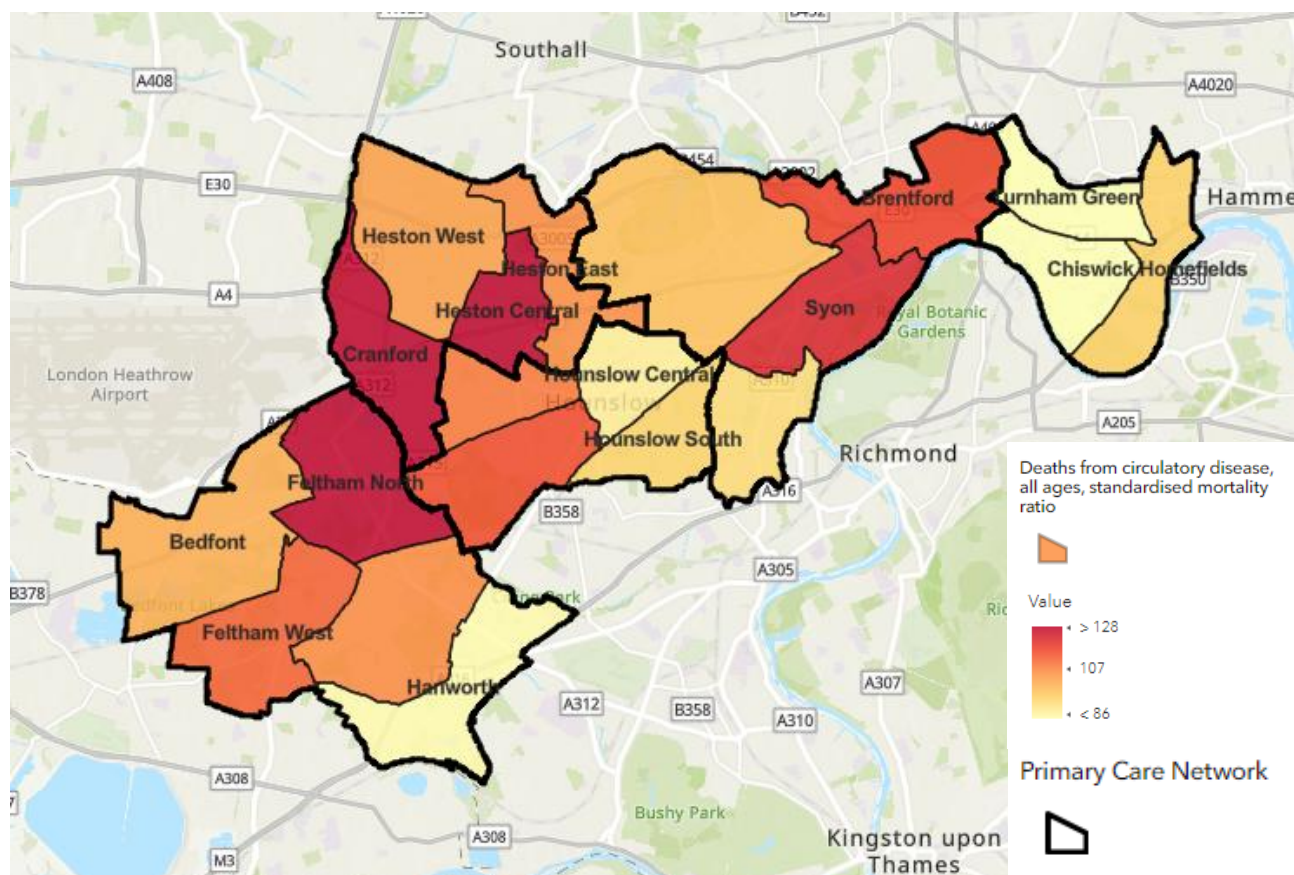 Southall
A408
A4020
E30
Hamme
Brentford
Turnham Green
Heston West
Heston East
Chiswick Homefields
B350
A4
Heston Central
Syon
Royal Botanic
Gardens
Cranford
A312
London Heathrow
Airport
Hounslow Central
Hounslow
A205
Hounslow South
Richmond
Feltham North
A316
B358
Bedfont
A305
B378
Feltham West
Hanworth
A312
B358
A310
A307
A308
A308
M3
Bushy Park
Kingston upon
Thames
Deaths from circulatory disease,
all ages, standardised mortality
ratio
Value
> 128
107
< 86
Primary Care Network